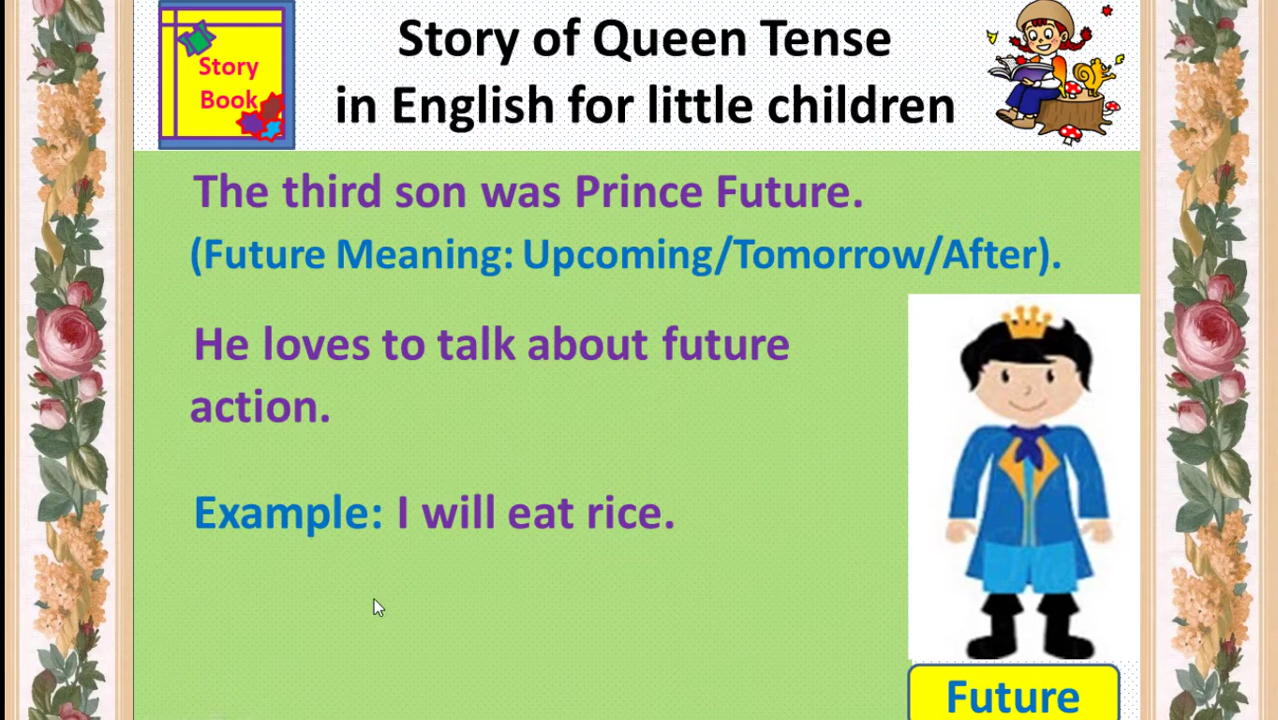 Story
Book
Story of Queen Tense
in English for little children
The third son was Prince Future.
(Future Meaning: Upcoming/Tomorrow/After).
He loves to talk about future
action.
Example: I will eat rice.
Future